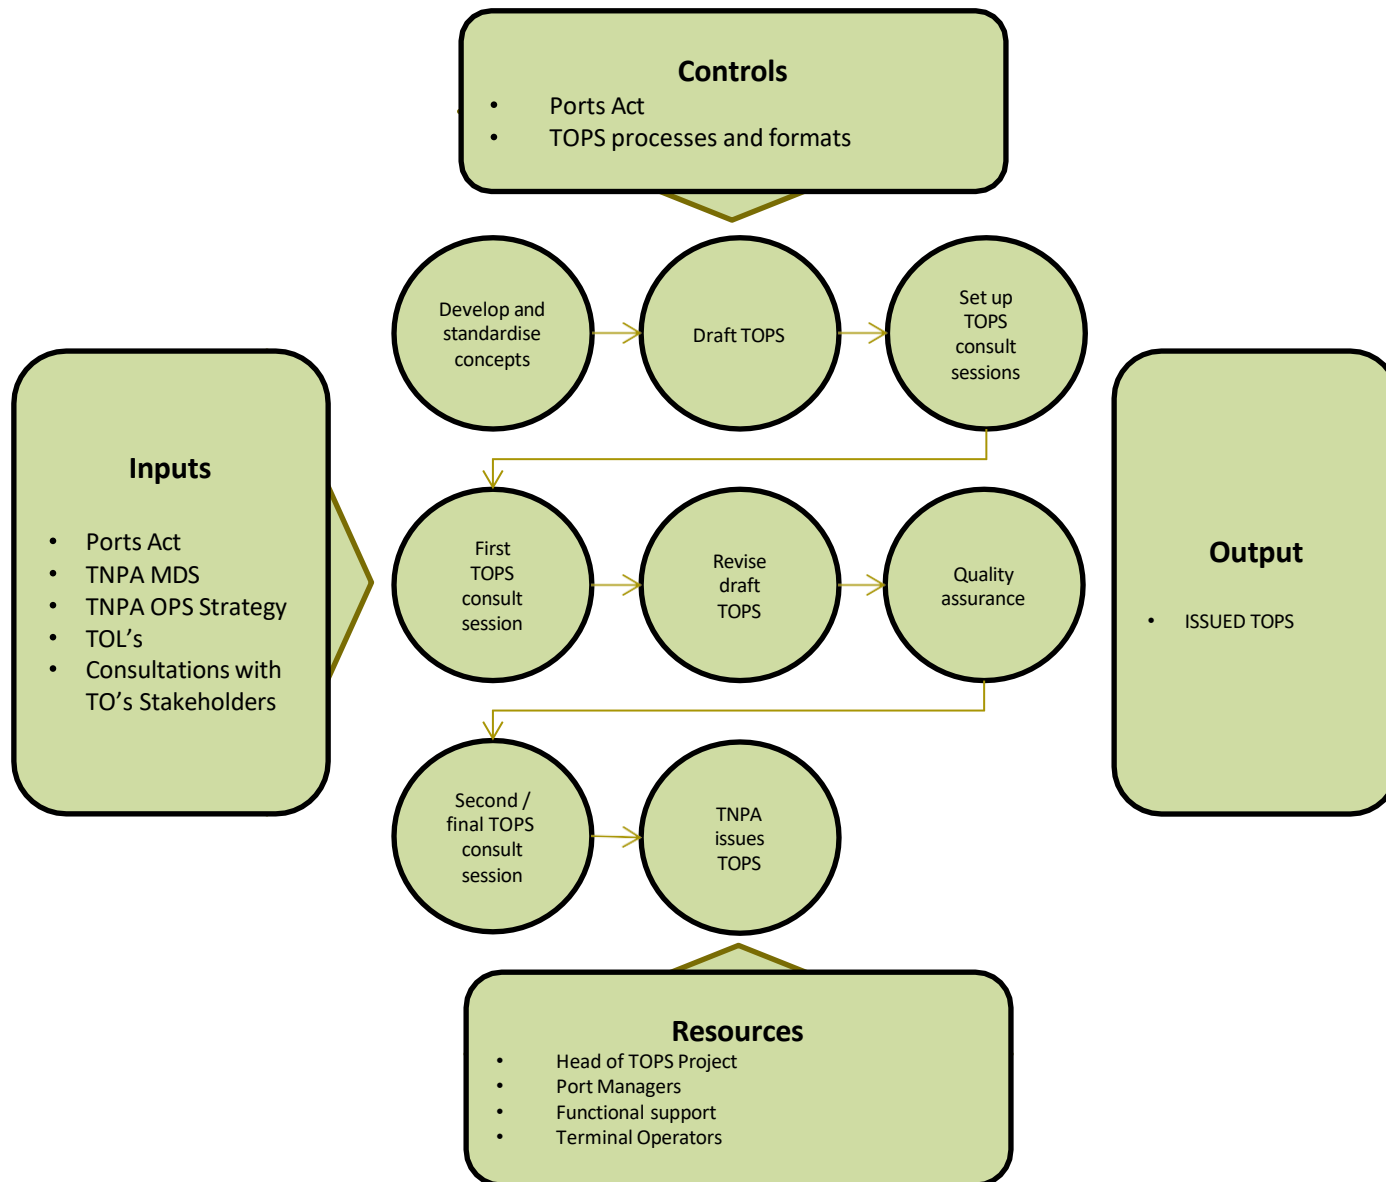 Controls
• Ports Act
• TOPS processes and formats
Develop and
standardise
concepts
Draft TOPS
Set up
TOPS
consult
sessions
Inputs
• Ports Act
• TNPA MDS
• TNPA OPS Strategy
• TOL’s
• Consultations with
TO’s Stakeholders
First
TOPS
consult
session
Revise
draft
TOPS
Quality
assurance
Output
• ISSUED TOPS
Second /
final TOPS
consult
session
TNPA
issues
TOPS
Resources
• Head of TOPS Project
• Port Managers
• Functional support
• Terminal Operators